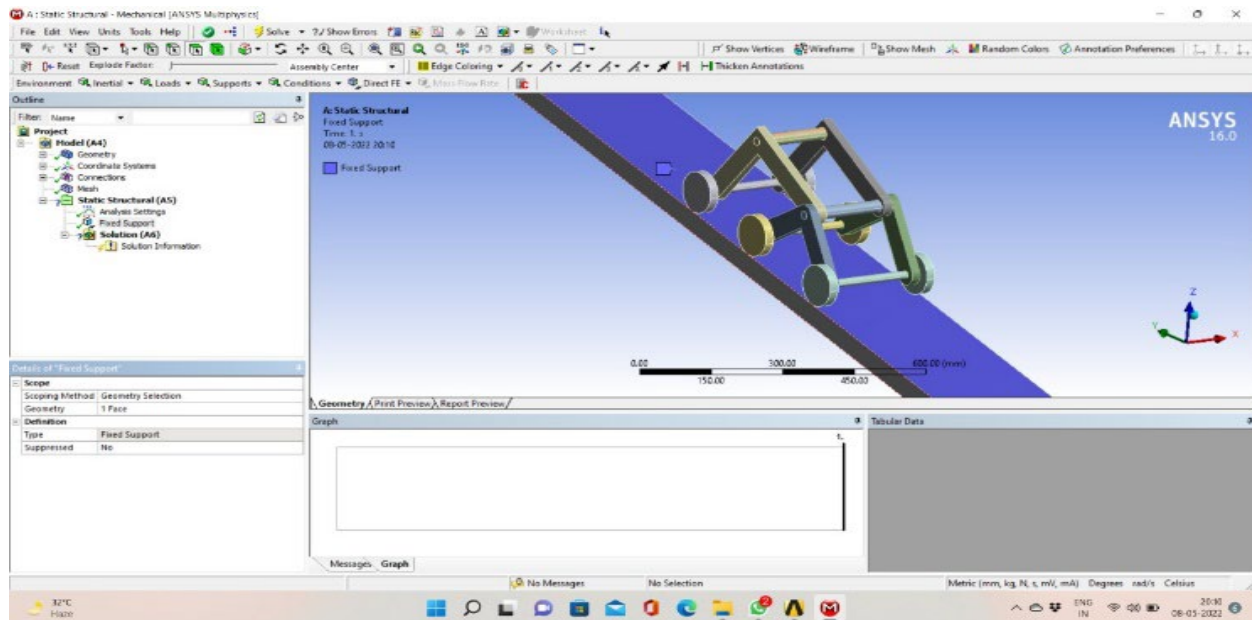 A : Static Structural - Mechanical [ANSYS Multiphysics]
File Edit View Units Tools Help Solve ?/ Show Errors Worksheet
Show Vertices Wireframe Show Mesh Random Colors Annotation Preferences
Reset Explode Factor: Assembly Center Edge Coloring Thicken Annotations
Environment Inertial Loads Supports Conditions Direct FE Mass Flow Rate
Outline
Filter: Name
Project
Model (A4)
Geometry
Coordinate Systems
Connections
Mesh
Static Structural (A5)
Analysis Settings
Fixed Support
Solution (A6)
Solution Information
Details of "Fixed Support"
Scope
Scoping Method Geometry Selection
Geometry 1 Face
Definition
Type Fixed Support
Suppressed No
A: Static Structural
Fixed Support
Time: 1. s
08-05-2022 20:10
Fixed Support
ANSYS
16.0
Z
Y
X
0.00 300.00 600.00 (mm)
150.00 450.00
Geometry Print Preview Report Preview
Graph
1.
Messages Graph
Tabular Data
No Messages No Selection Metric (mm, kg, N, s, mV, mA) Degrees rad/s Celsius
32°C
Haze
2
ENG
IN
20:10
08-05-2022
6